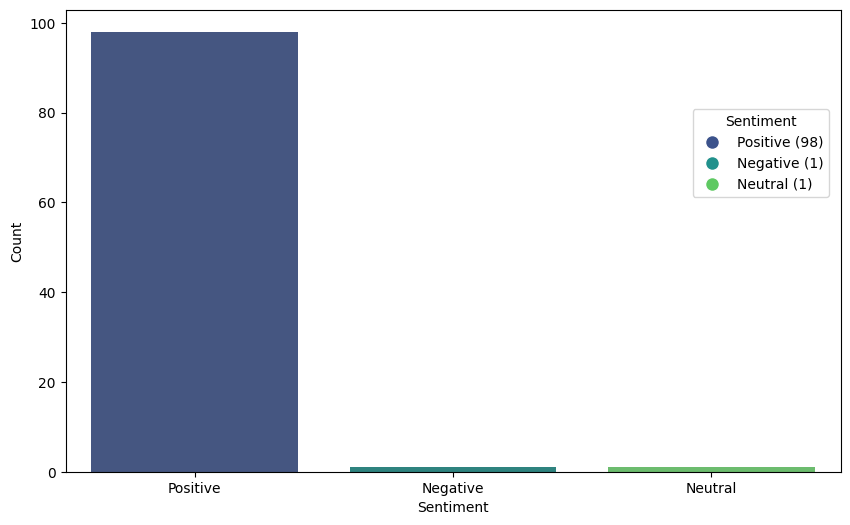 100
80
60
40
20
0
Count
Sentiment
Positive (98)
Negative (1)
Neutral (1)
Positive
Negative
Neutral
Sentiment